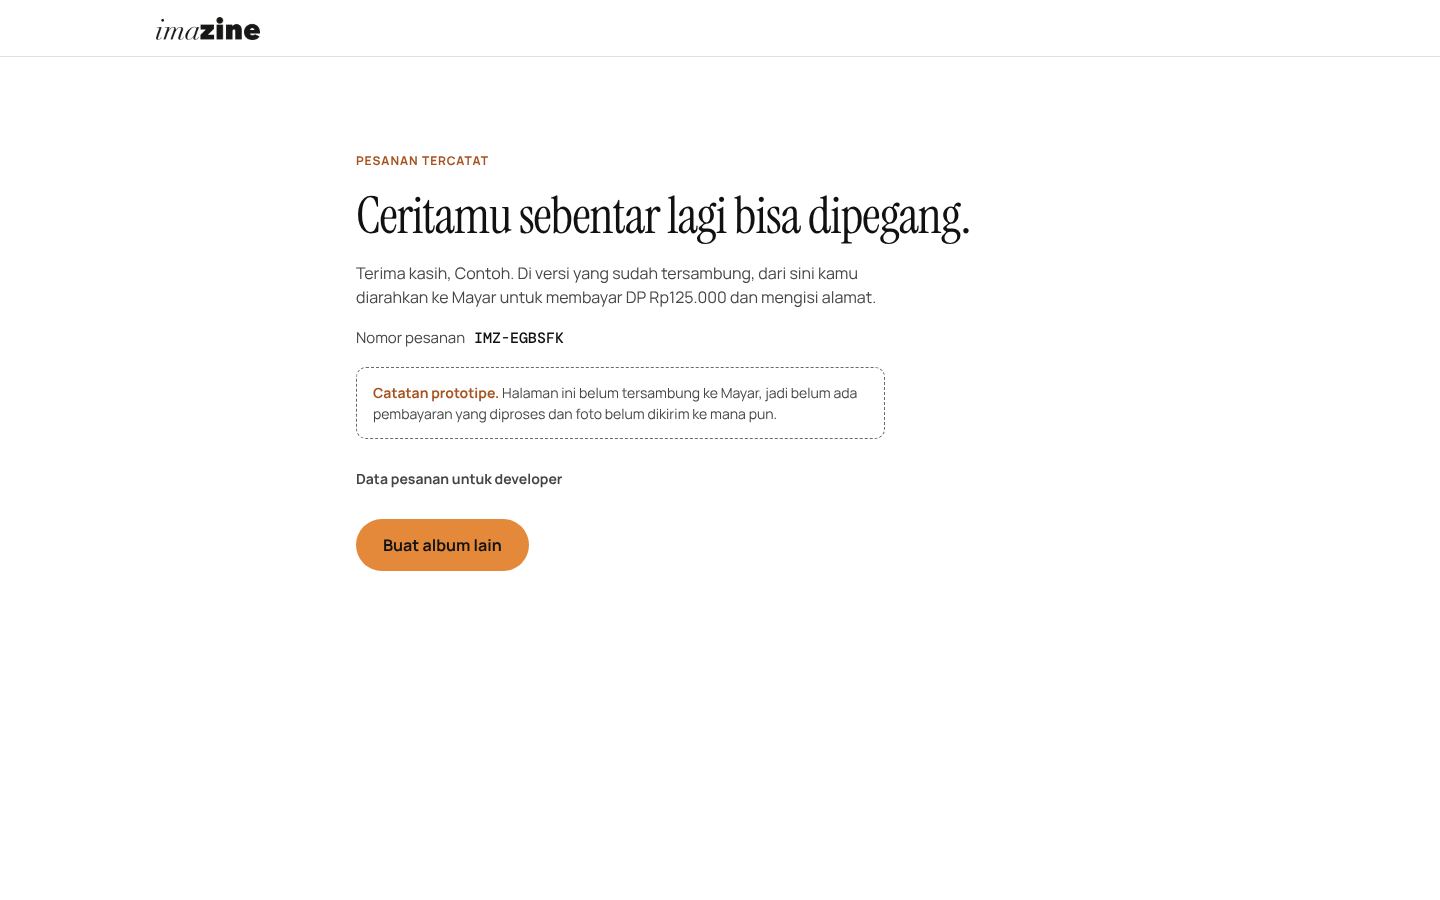 imazine
PESANAN TERCATAT
Ceritamu sebentar lagi bisa dipegang.
Terima kasih, Contoh. Di versi yang sudah tersambung, dari sini kamu
diarahkan ke Mayar untuk membayar DP Rp125.000 dan mengisi alamat.
Nomor pesanan IMZ-EGBSFK
Catatan prototipe. Halaman ini belum tersambung ke Mayar, jadi belum ada
pembayaran yang diproses dan foto belum dikirim ke mana pun.
Data pesanan untuk developer
Buat album lain